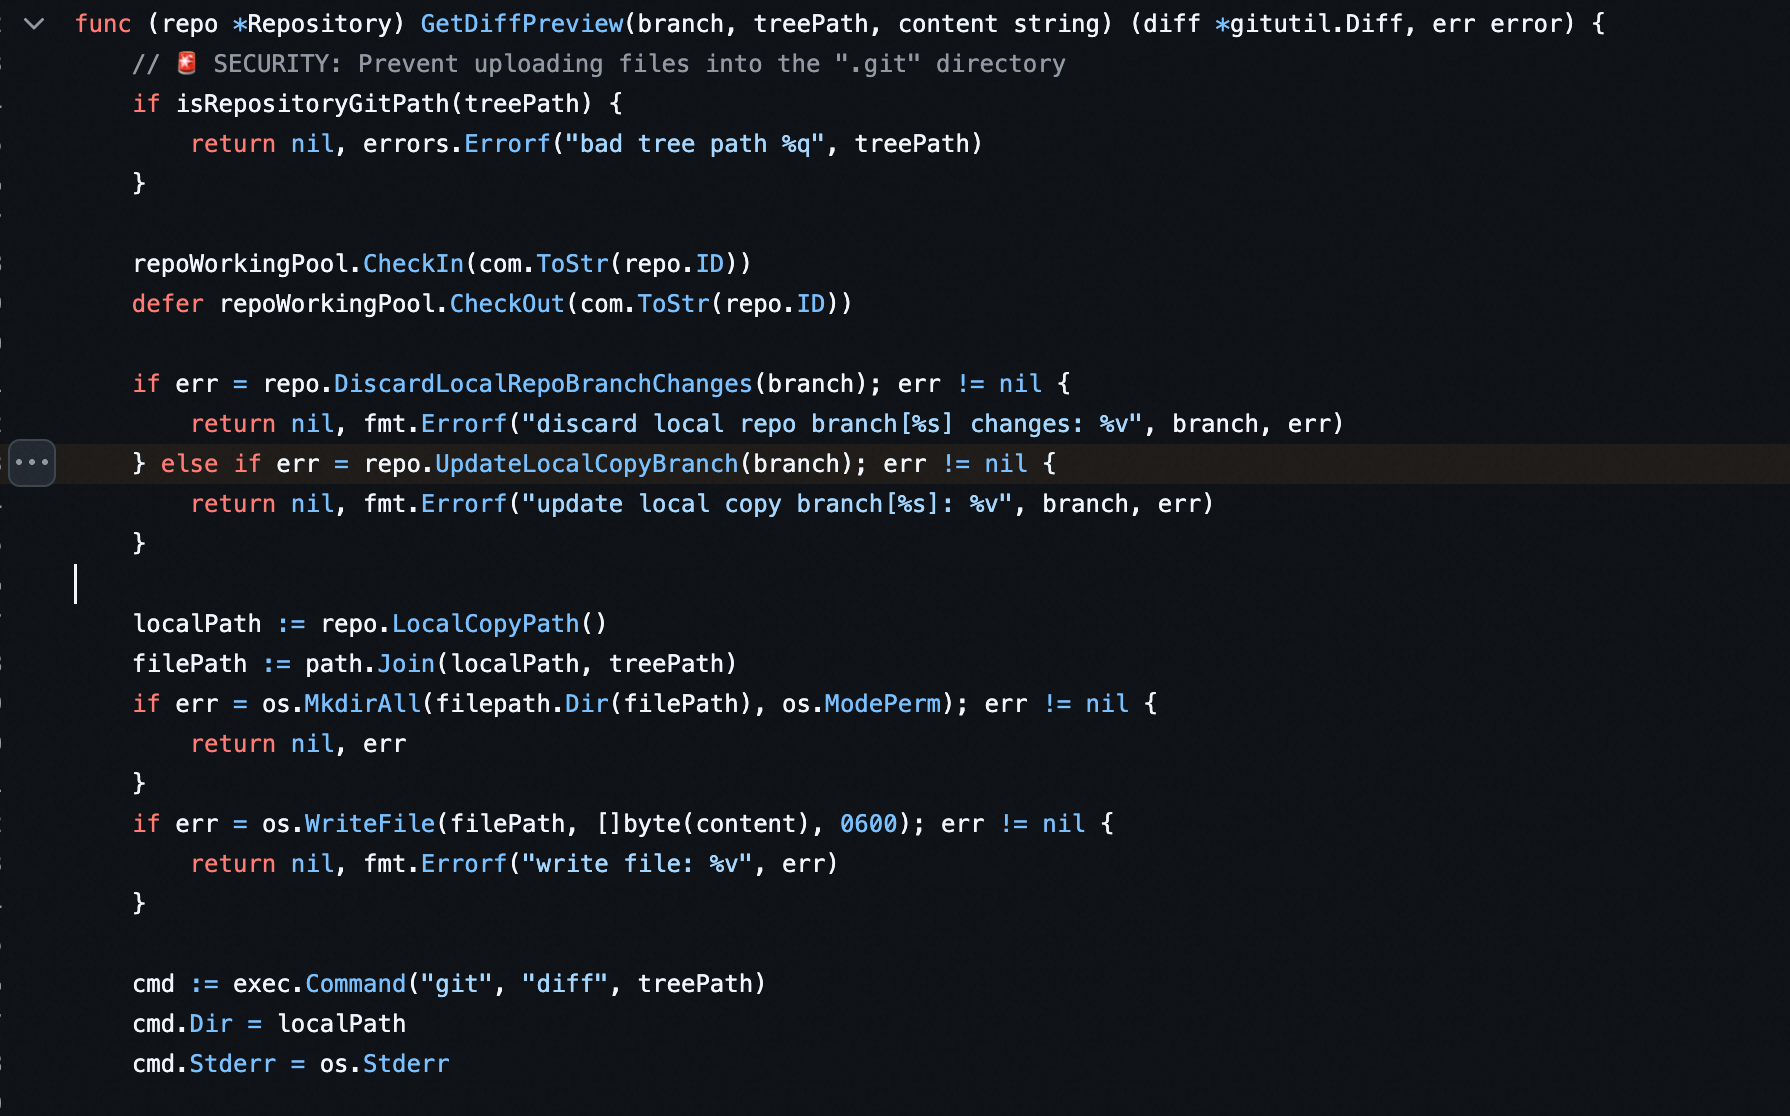 func (repo *Repository) GetDiffPreview(branch, treePath, content string) (diff *gitutil.Diff, err error) {
    // 🚨 SECURITY: Prevent uploading files into the ".git" directory
    if isRepositoryGitPath(treePath) {
        return nil, errors.Errorf("bad tree path %q", treePath)
    }

    repoWorkingPool.CheckIn(com.ToStr(repo.ID))
    defer repoWorkingPool.CheckOut(com.ToStr(repo.ID))

    if err = repo.DiscardLocalRepoBranchChanges(branch); err != nil {
        return nil, fmt.Errorf("discard local repo branch[%s] changes: %v", branch, err)
    } else if err = repo.UpdateLocalCopyBranch(branch); err != nil {
        return nil, fmt.Errorf("update local copy branch[%s]: %v", branch, err)
    }

    localPath := repo.LocalCopyPath()
    filePath := path.Join(localPath, treePath)
    if err = os.MkdirAll(filepath.Dir(filePath), os.ModePerm); err != nil {
        return nil, err
    }
    if err = os.WriteFile(filePath, []byte(content), 0600); err != nil {
        return nil, fmt.Errorf("write file: %v", err)
    }

    cmd := exec.Command("git", "diff", treePath)
    cmd.Dir = localPath
    cmd.Stderr = os.Stderr